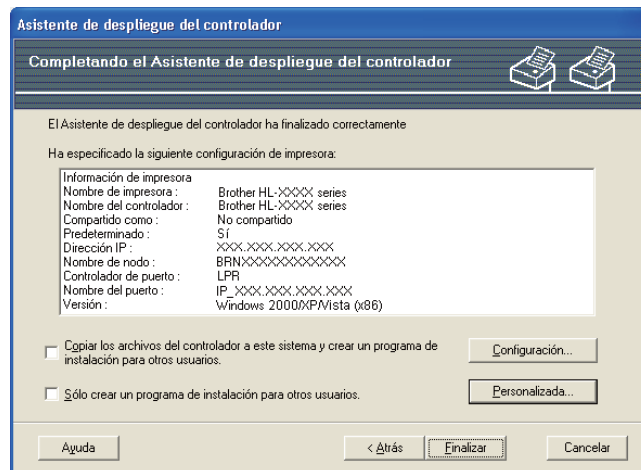 Asistente de despliegue del controlador
Completando el Asistente de despliegue del controlador
El Asistente de despliegue del controlador ha finalizado correctamente
Ha especificado la siguiente configuración de impresora:
Información de impresora
Nombre de impresora : Brother HL-XXXX series
Nombre del controlador : Brother HL-XXXX series
Compartido como : No compartido
Predeterminado : Sí
Dirección IP : XXX.XXX.XXX.XXX
Nombre de nodo : BRNXXXXXXXXXXXX
Controlador de puerto : LPR
Nombre del puerto : IP_XXX.XXX.XXX.XXX
Versión : Windows 2000/XP/Vista (x86)
Copiar los archivos del controlador a este sistema y crear un programa de
instalación para otros usuarios.
Configuración...
Sólo crear un programa de instalación para otros usuarios.
Personalizada...
Ayuda
< Atrás
Finalizar
Cancelar